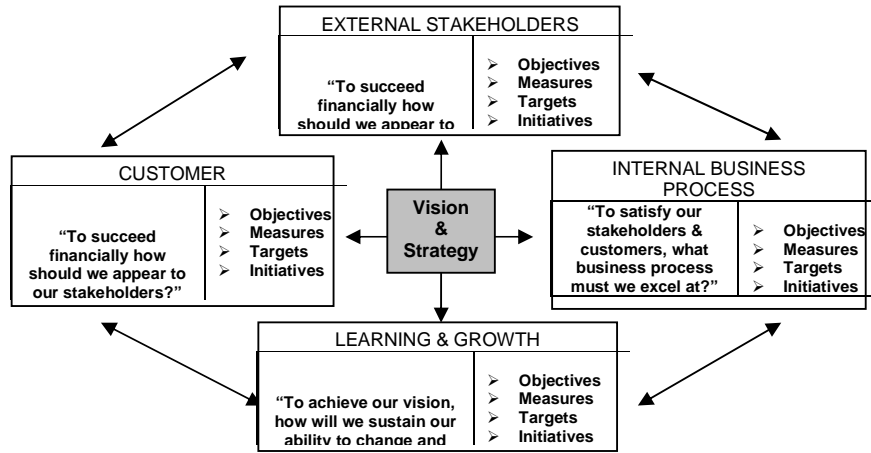 EXTERNAL STAKEHOLDERS
“To succeed
financially how
should we appear to
➢ Objectives
➢ Measures
➢ Targets
➢ Initiatives
CUSTOMER
“To succeed
financially how
should we appear to
our stakeholders?”
➢ Objectives
➢ Measures
➢ Targets
➢ Initiatives
Vision
&
Strategy
INTERNAL BUSINESS
PROCESS
“To satisfy our
stakeholders &
customers, what
business process
must we excel at?”
➢ Objectives
➢ Measures
➢ Targets
➢ Initiatives
LEARNING & GROWTH
“To achieve our vision,
how will we sustain our
ability to change and
➢ Objectives
➢ Measures
➢ Targets
➢ Initiatives